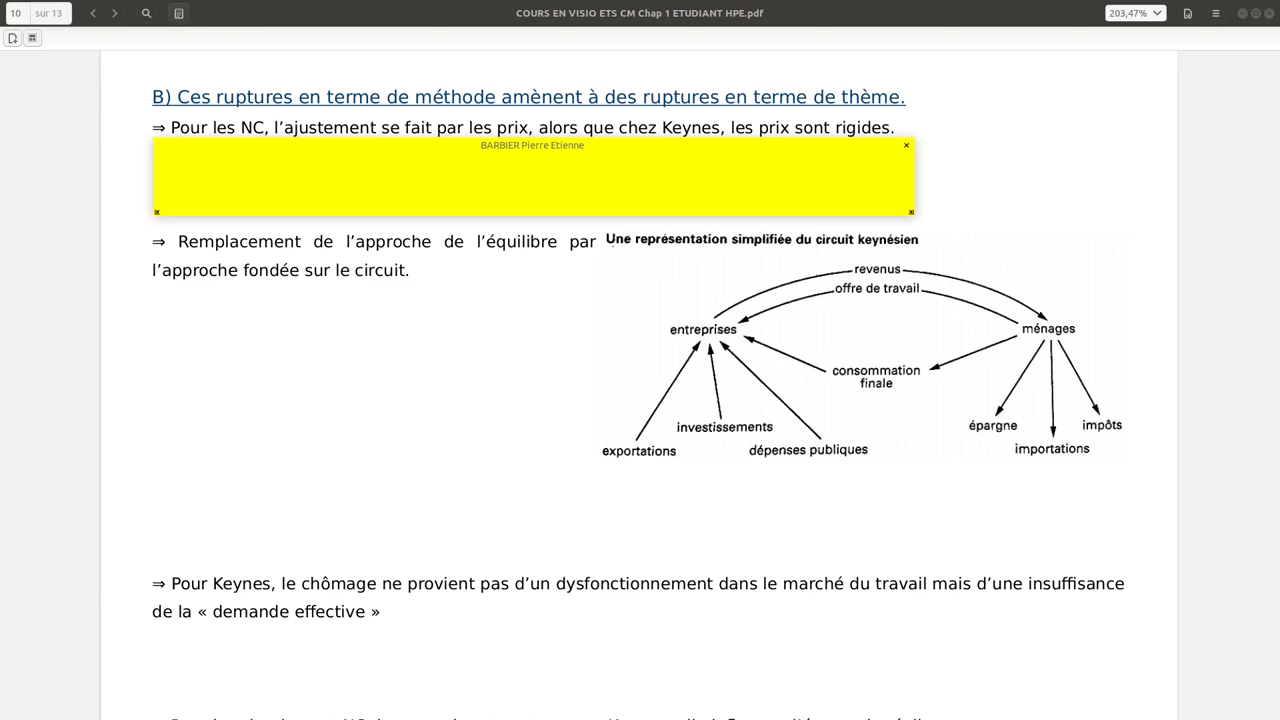 10 sur 13
COURS EN VISIO ETS CM Chap 1 ETUDIANT HPE.pdf
203,47%
B) Ces ruptures en terme de méthode amènent à des ruptures en terme de thème.
⇒ Pour les NC, l’ajustement se fait par les prix, alors que chez Keynes, les prix sont rigides.
BARBIER Pierre Etienne
⇒ Remplacement de l’approche de l’équilibre par
l’approche fondée sur le circuit.
Une représentation simplifiée du circuit keynésien
revenus
offre de travail
entreprises
ménages
consommation
finale
investissements
exportations
dépenses publiques
épargne
impôts
importations
⇒ Pour Keynes, le chômage ne provient pas d’un dysfonctionnement dans le marché du travail mais d’une insuffisance
de la « demande effective »